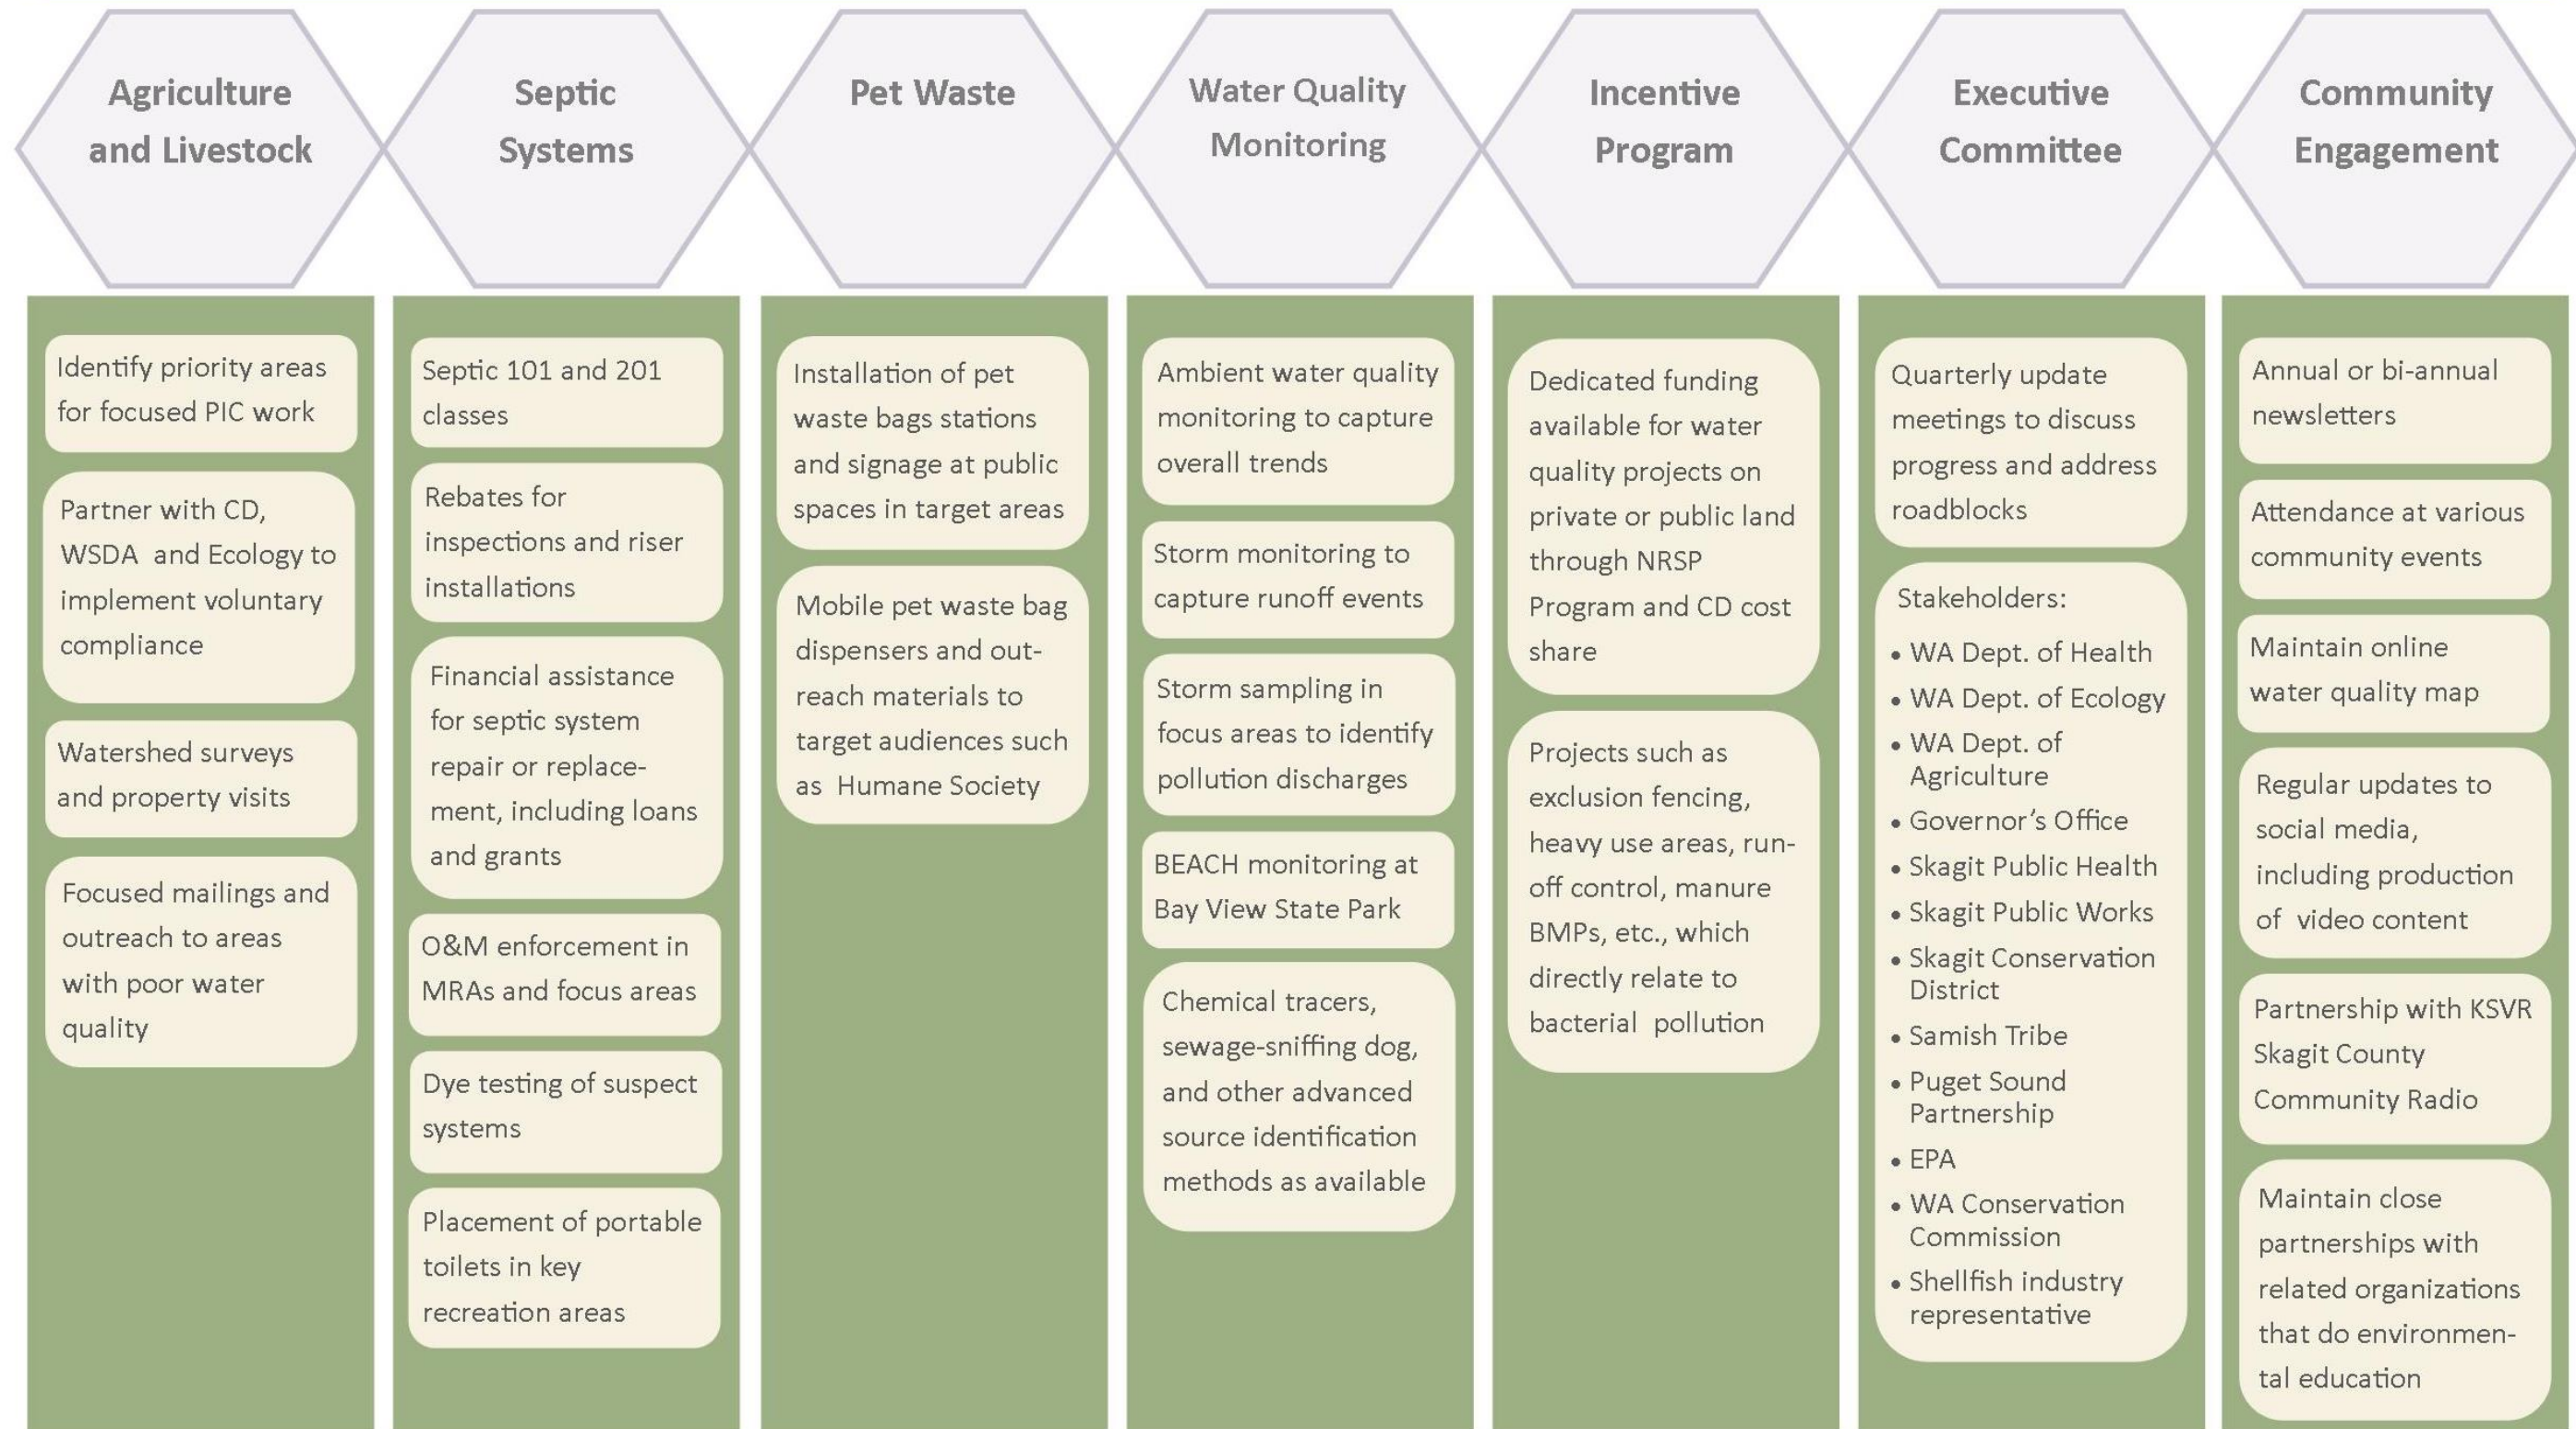 Agriculture
and Livestock
Identify priority areas
for focused PIC work
Partner with CD,
WSDA and Ecology to
implement voluntary
compliance
Watershed surveys
and property visits
Focused mailings and
outreach to areas
with poor water
quality
Septic
Systems
Septic 101 and 201
classes
Rebates for
inspections and riser
installations
Financial assistance
for septic system
repair or replace-
ment, including loans
and grants
O&M enforcement in
MRAs and focus areas
Dye testing of suspect
systems
Placement of portable
toilets in key
recreation areas
Pet Waste
Installation of pet
waste bags stations
and signage at public
spaces in target areas
Mobile pet waste bag
dispensers and out-
reach materials to
target audiences such
as Humane Society
Water Quality
Monitoring
Ambient water quality
monitoring to capture
overall trends
Storm monitoring to
capture runoff events
Storm sampling in
focus areas to identify
pollution discharges
BEACH monitoring at
Bay View State Park
Chemical tracers,
sewage-sniffing dog,
and other advanced
source identification
methods as available
Incentive
Program
Dedicated funding
available for water
quality projects on
private or public land
through NRSP
Program and CD cost
share
Projects such as
exclusion fencing,
heavy use areas, run-
off control, manure
BMPs, etc., which
directly relate to
bacterial pollution
Executive
Committee
Quarterly update
meetings to discuss
progress and address
roadblocks
Stakeholders:
• WA Dept. of Health
• WA Dept. of Ecology
• WA Dept. of
Agriculture
• Governor’s Office
• Skagit Public Health
• Skagit Public Works
• Skagit Conservation
District
• Samish Tribe
• Puget Sound
Partnership
• EPA
• WA Conservation
Commission
• Shellfish industry
representative
Community
Engagement
Annual or bi-annual
newsletters
Attendance at various
community events
Maintain online
water quality map
Regular updates to
social media,
including production
of video content
Partnership with KSVR
Skagit County
Community Radio
Maintain close
partnerships with
related organizations
that do environmen-
tal education